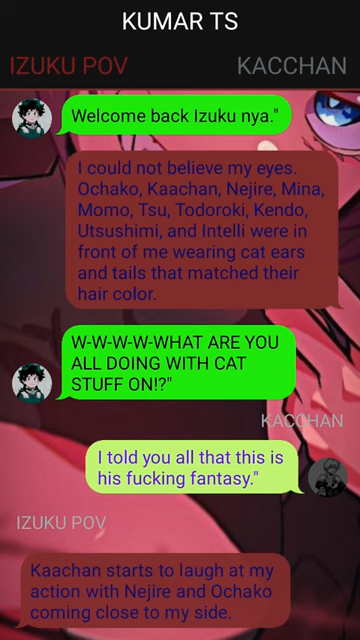 KUMAR TS
IZUKU POV
KACCHAN
Welcome back Izuku nya."
I could not believe my eyes.
Ochako, Kaachan, Nejire, Mina,
Momo, Tsu, Todoroki, Kendo,
Utsushimi, and Intelli were in
front of me wearing cat ears
and tails that matched their
hair color.
W-W-W-W-WHAT ARE YOU
ALL DOING WITH CAT
STUFF ON!?"
KACCHAN
I told you all that this is
his fucking fantasy."
IZUKU POV
Kaachan starts to laugh at my
action with Nejire and Ochako
coming close to my side.